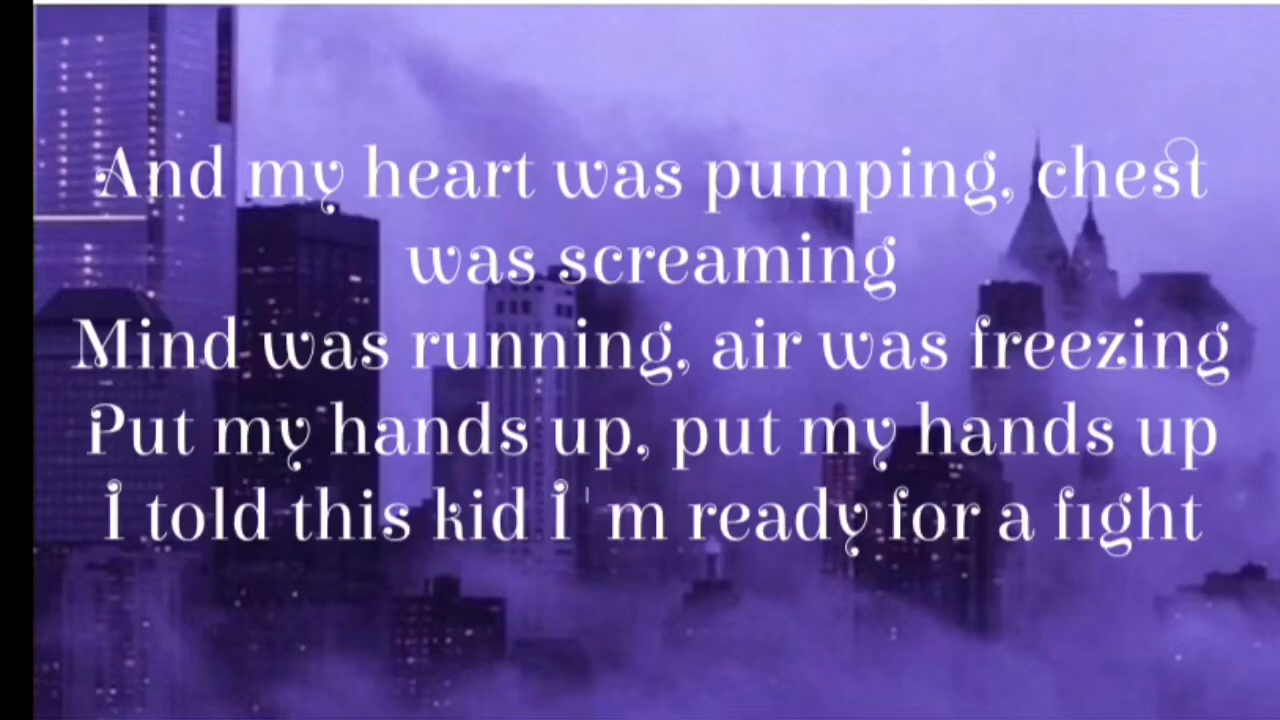 And my heart was pumping, chest
was screaming
Mind was running, air was freezing
Put my hands up, put my hands up
I told this kid I'm ready for a fight